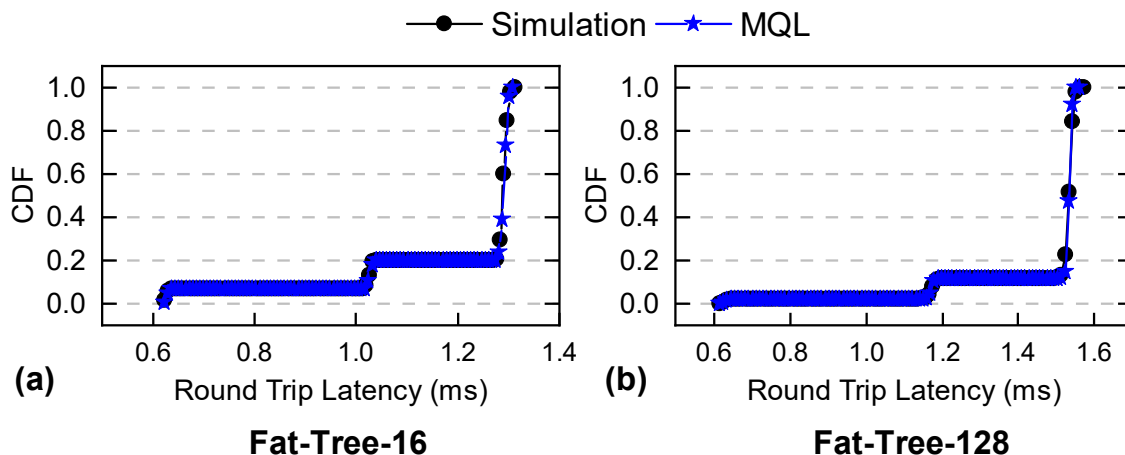 Simulation MQL
1.0
0.8
0.6
0.4
0.2
0.0
CDF
0.6 0.8 1.0 1.2 1.4
Round Trip Latency (ms)
(a)
Fat-Tree-16
1.0
0.8
0.6
0.4
0.2
0.0
CDF
0.6 0.8 1.0 1.2 1.4 1.6
Round Trip Latency (ms)
(b)
Fat-Tree-128